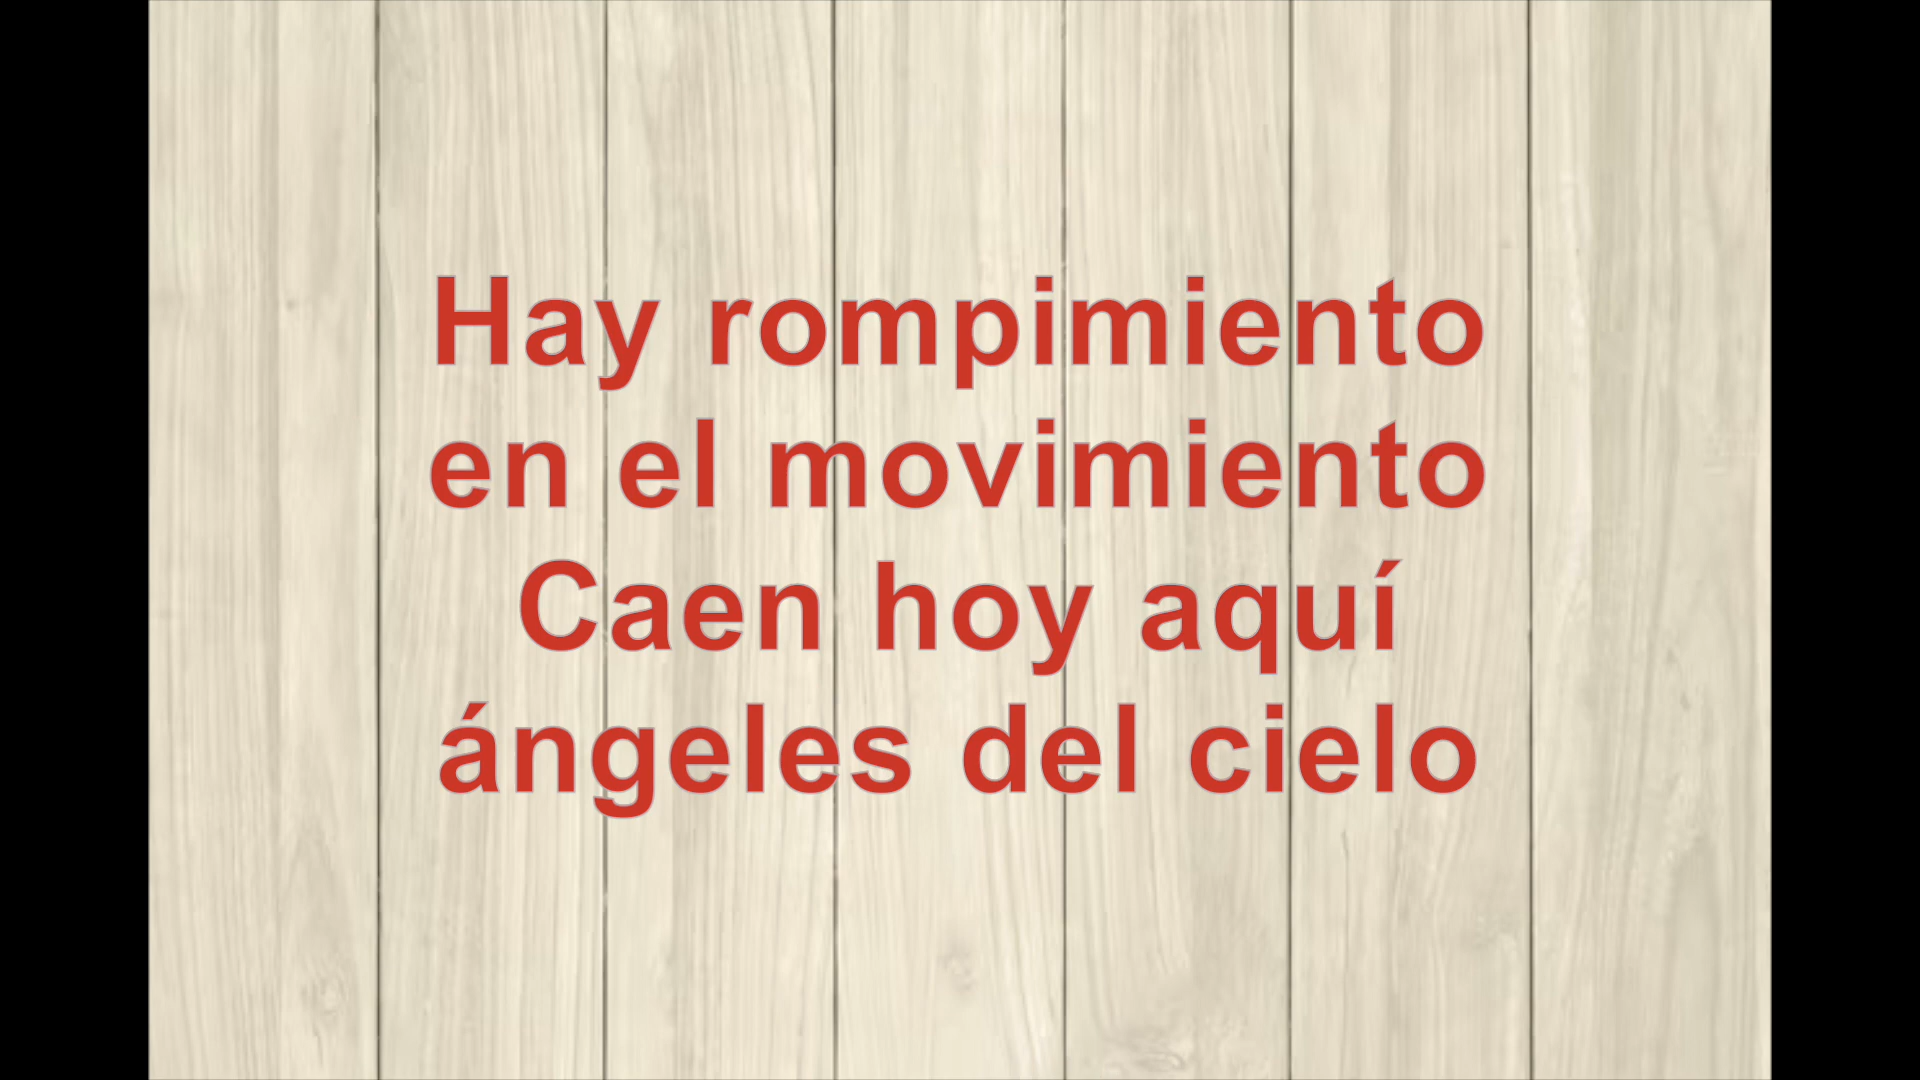 Hay rompimiento
en el movimiento
Caen hoy aquí
ángeles del cielo